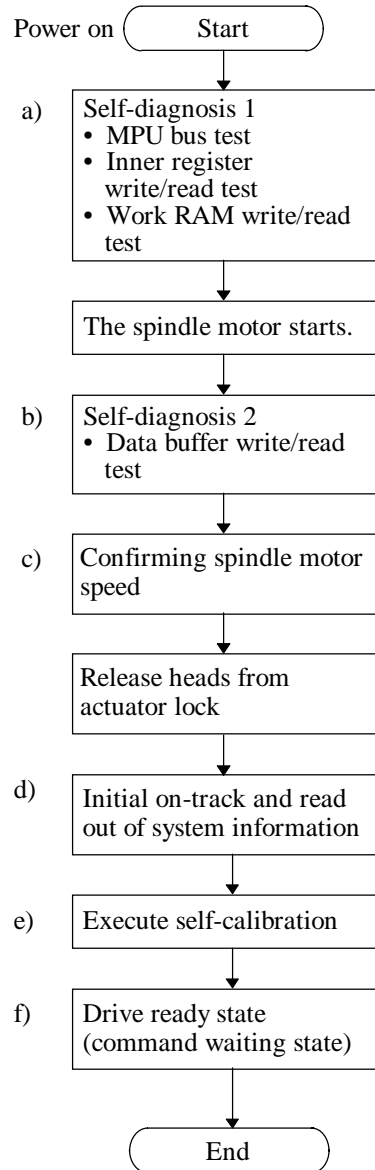 Power on Start
a) Self-diagnosis 1
• MPU bus test
• Inner register
write/read test
• Work RAM write/read
test
The spindle motor starts.
b) Self-diagnosis 2
• Data buffer write/read
test
c) Confirming spindle motor
speed
Release heads from
actuator lock
d) Initial on-track and read
out of system information
e) Execute self-calibration
f) Drive ready state
(command waiting state)
End